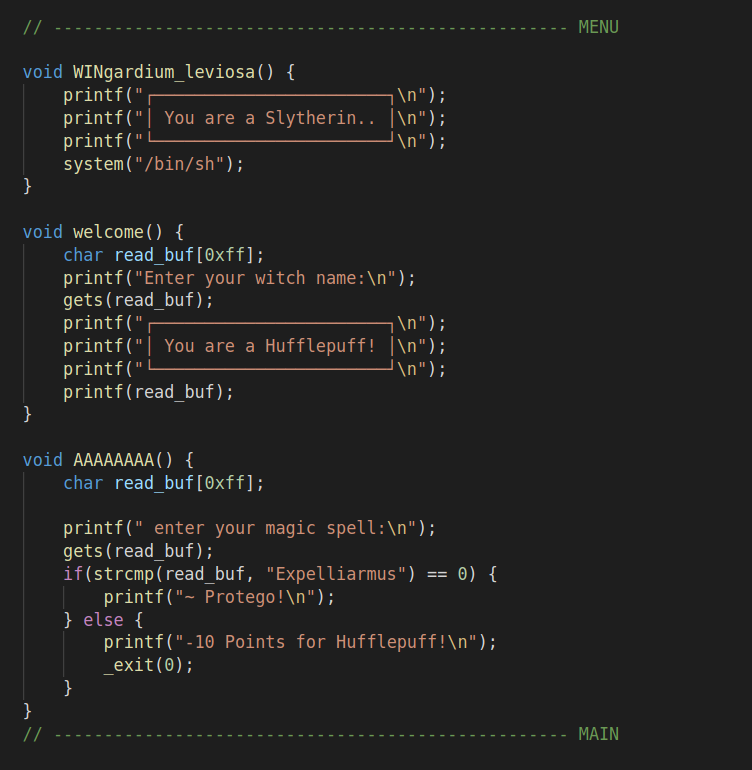 // --------------------------------------------------- MENU
void WINgardium_leviosa() {
    printf("┌───────────────────────┐\n");
    printf("│ You are a Slytherin.. │\n");
    printf("└───────────────────────┘\n");
    system("/bin/sh");
}
void welcome() {
    char read_buf[0xff];
    printf("Enter your witch name:\n");
    gets(read_buf);
    printf("┌───────────────────────┐\n");
    printf("│ You are a Hufflepuff! │\n");
    printf("└───────────────────────┘\n");
    printf(read_buf);
}
void AAAAAAAA() {
    char read_buf[0xff];
    printf(" enter your magic spell:\n");
    gets(read_buf);
    if(strcmp(read_buf, "Expelliarmus") == 0) {
        printf("~ Protego!\n");
    } else {
        printf("-10 Points for Hufflepuff!\n");
        _exit(0);
    }
}
// --------------------------------------------------- MAIN